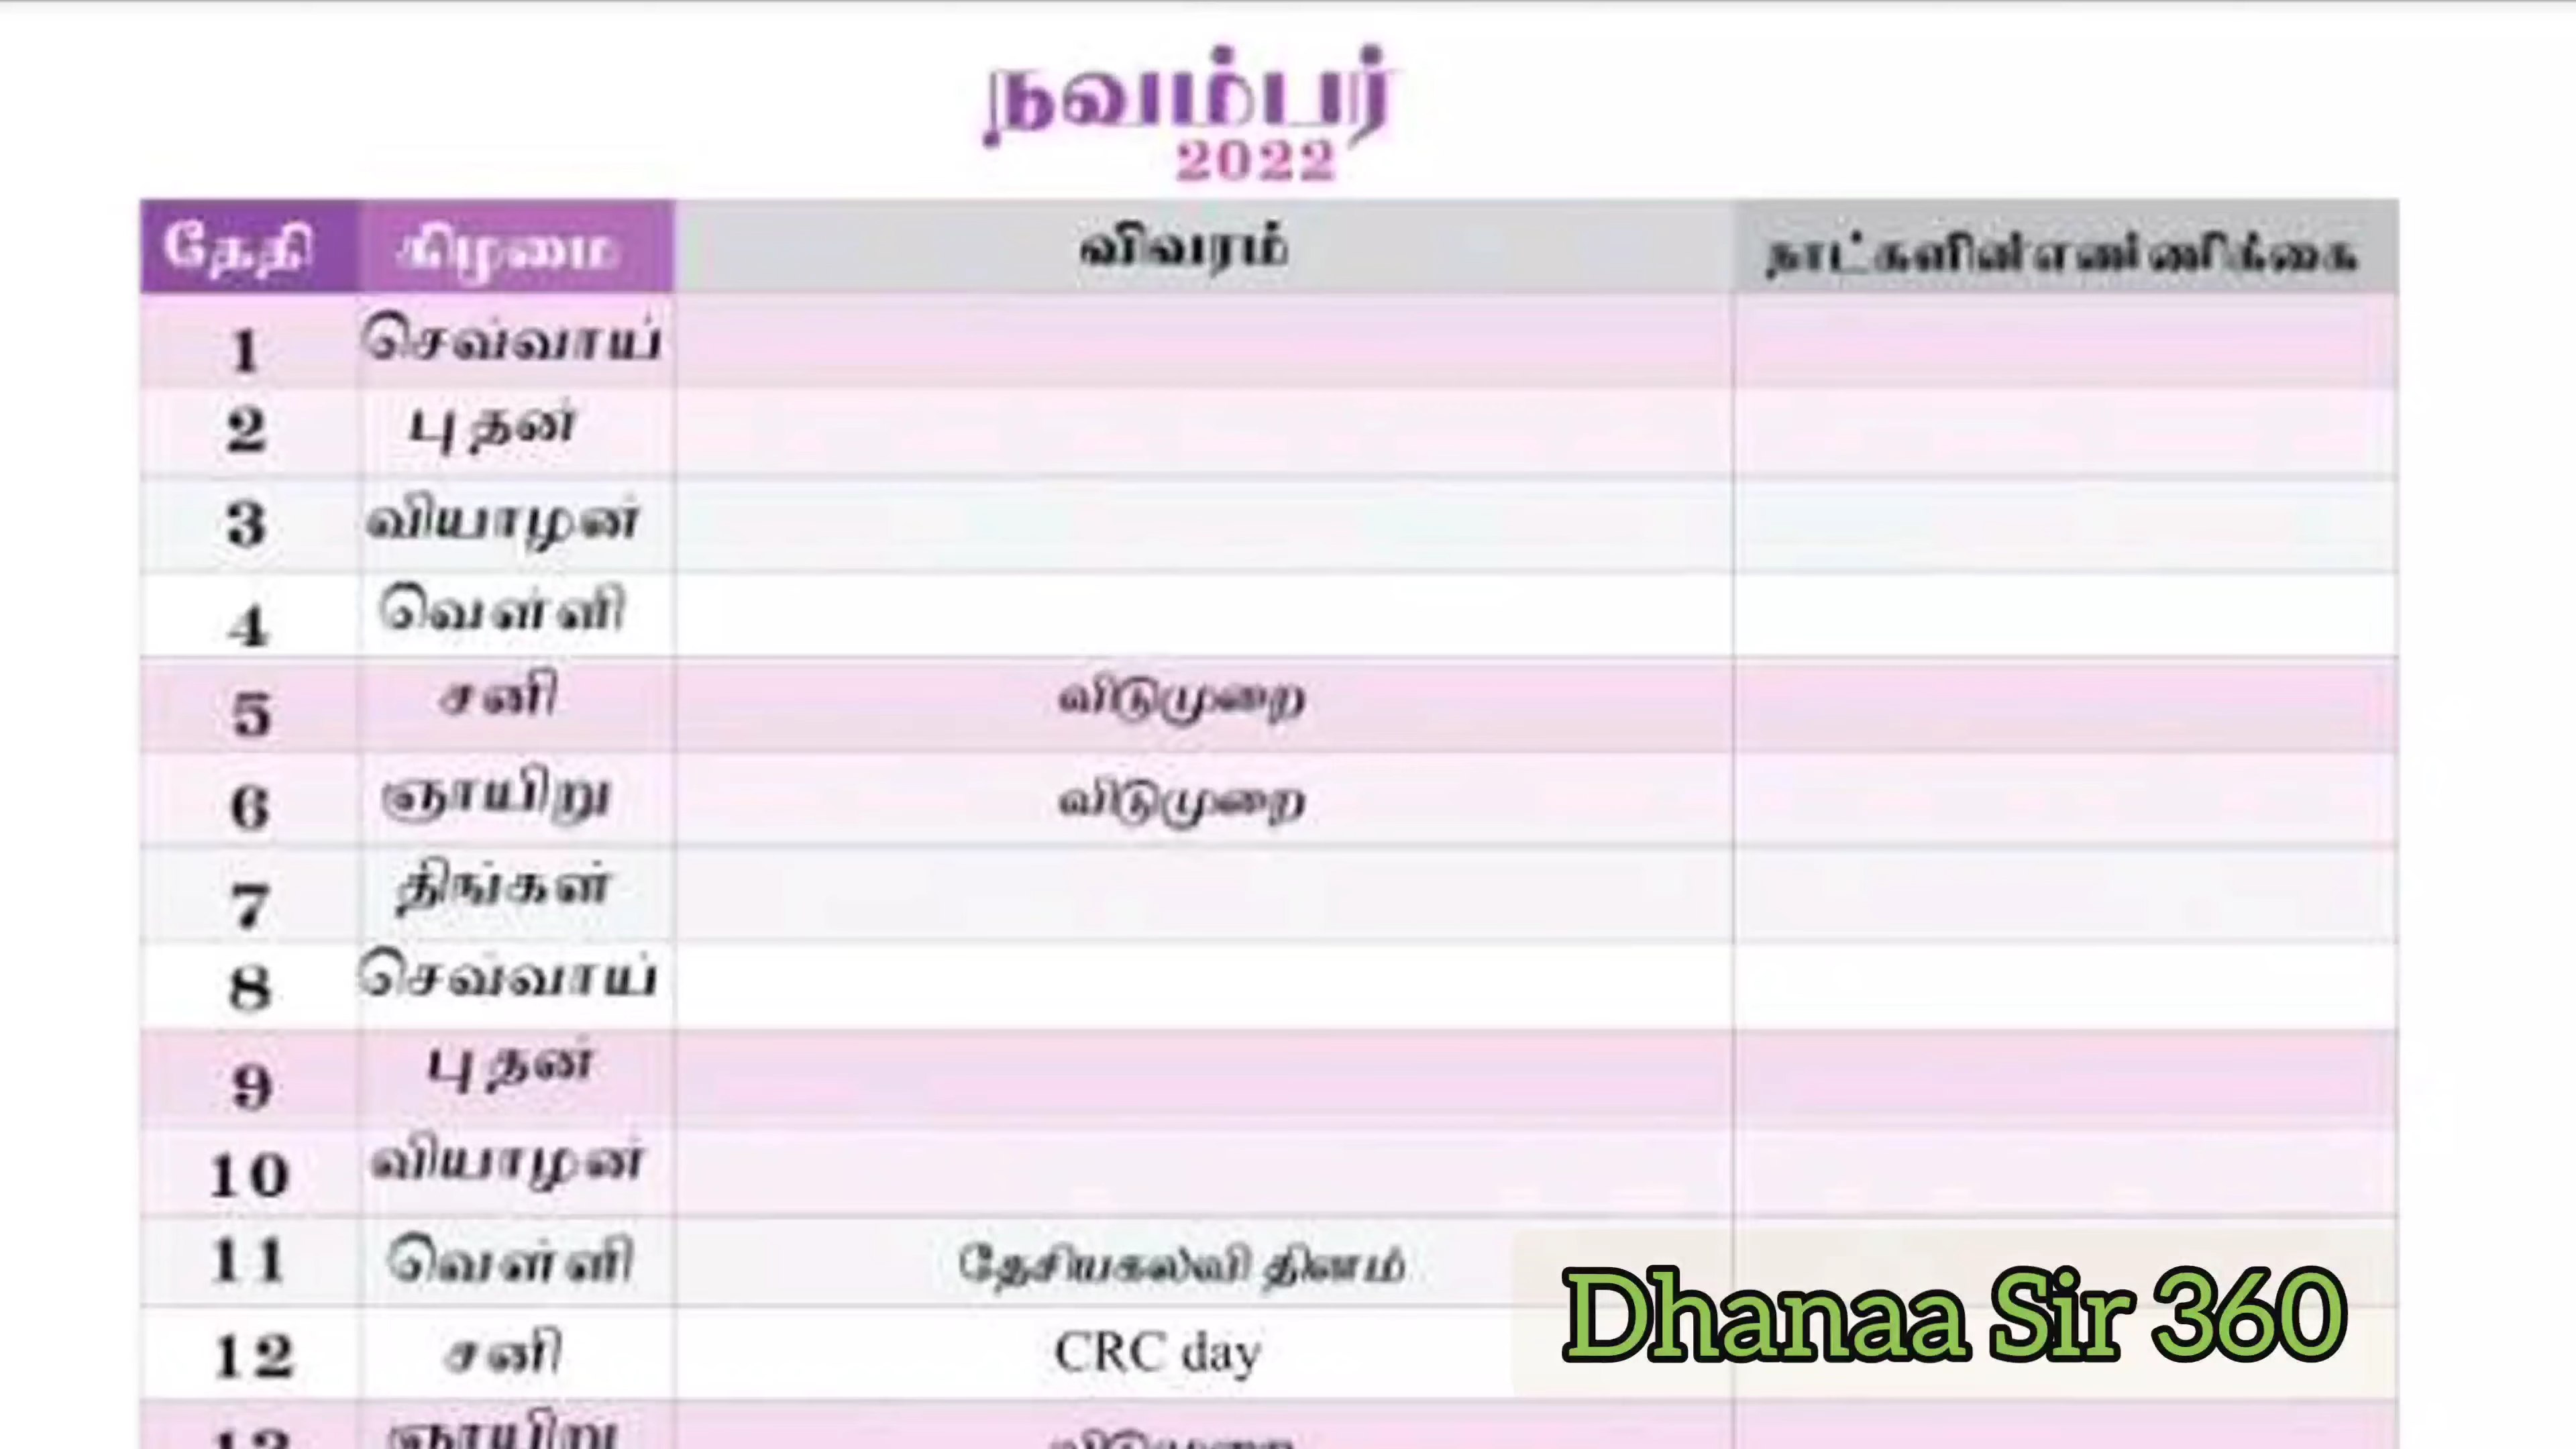 நவம்பர்
2022
தேதி கிழமை விவரம் நாட்களின் எண்ணிக்கை
1 செவ்வாய்
2 புதன்
3 வியாழன்
4 வெள்ளி
5 சனி விடுமுறை
6 ஞாயிறு விடுமுறை
7 திங்கள்
8 செவ்வாய்
9 புதன்
10 வியாழன்
11 வெள்ளி தேசியகல்வி தினம்
12 சனி CRC day
13 ஞாயிறு விடுமுறை
Dhanaa Sir 360